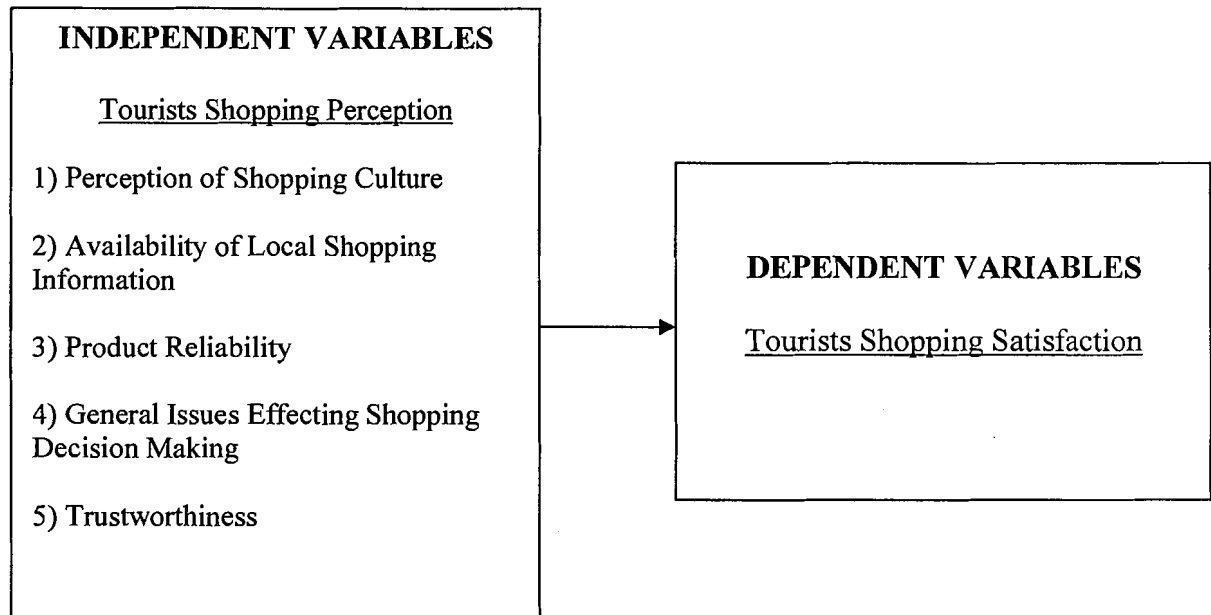 INDEPENDENT VARIABLES
Tourists Shopping Perception
1) Perception of Shopping Culture
2) Availability of Local Shopping
Information
3) Product Reliability
4) General Issues Effecting Shopping
Decision Making
5) Trustworthiness
DEPENDENT VARIABLES
Tourists Shopping Satisfaction